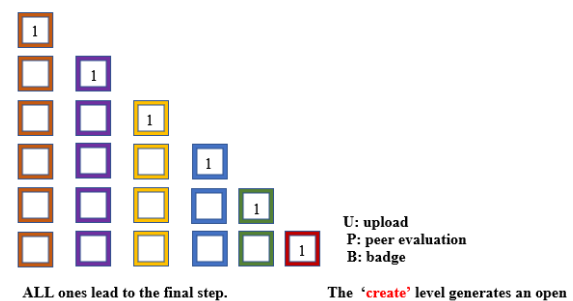 1
1
1
1
1
1
U: upload
P: peer evaluation
B: badge
ALL ones lead to the final step.
The ‘create’ level generates an open